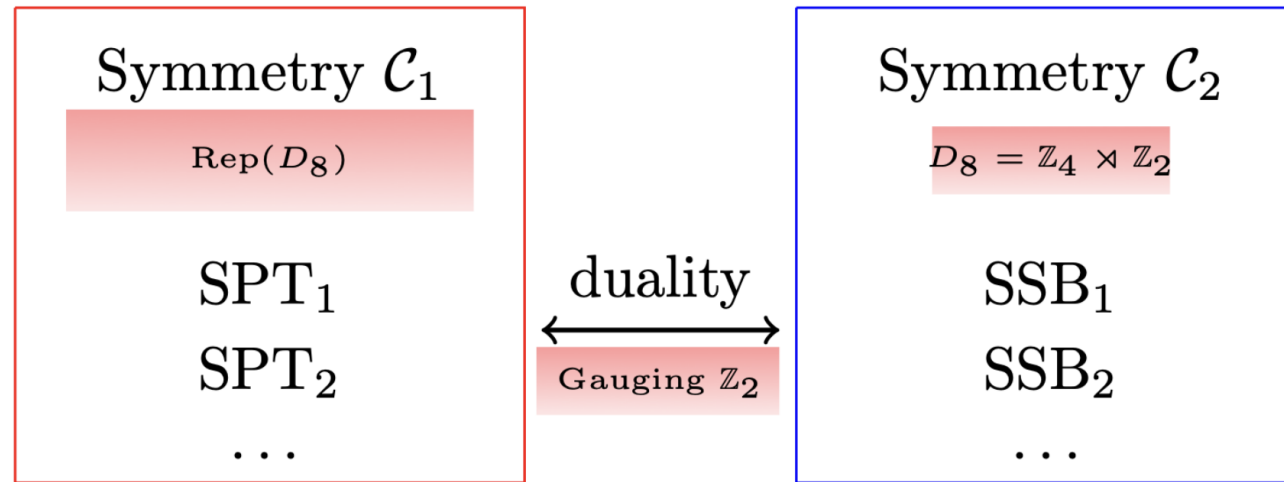 Symmetry 𝒞₁
Rep(D₈)
SPT₁
SPT₂
...
duality
Gauging ℤ₂
Symmetry 𝒞₂
D₈ = ℤ₄ ⋊ ℤ₂
SSB₁
SSB₂
...